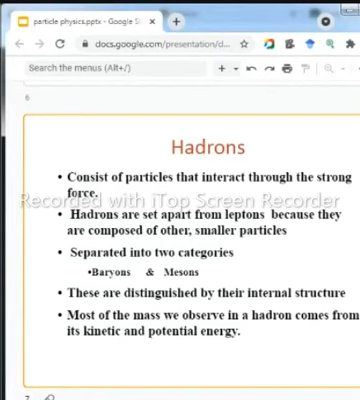 particle physics.pptx - Google Sl
docs.google.com/presentation/d...
Search the menus (Alt+/)
6
Hadrons
• Consist of particles that interact through the strong
force.
Recorded with iTop Screen Recorder
• Hadrons are set apart from leptons because they
are composed of other, smaller particles
• Separated into two categories
•Baryons & Mesons
• These are distinguished by their internal structure
• Most of the mass we observe in a hadron comes from
its kinetic and potential energy.
7